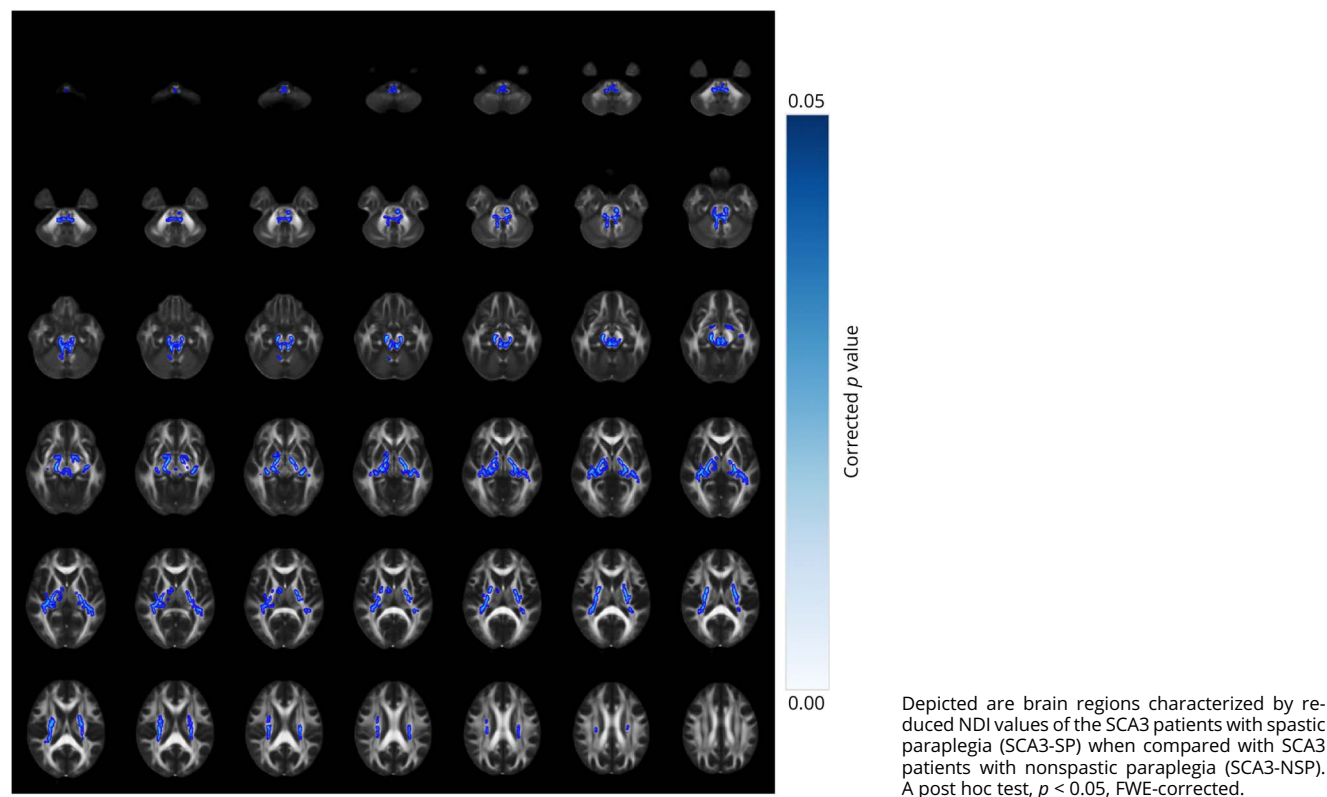 0.05
Corrected p value
0.00
Depicted are brain regions characterized by re-
duced NDI values of the SCA3 patients with spastic
paraplegia (SCA3-SP) when compared with SCA3
patients with nonspastic paraplegia (SCA3-NSP).
A post hoc test, p < 0.05, FWE-corrected.